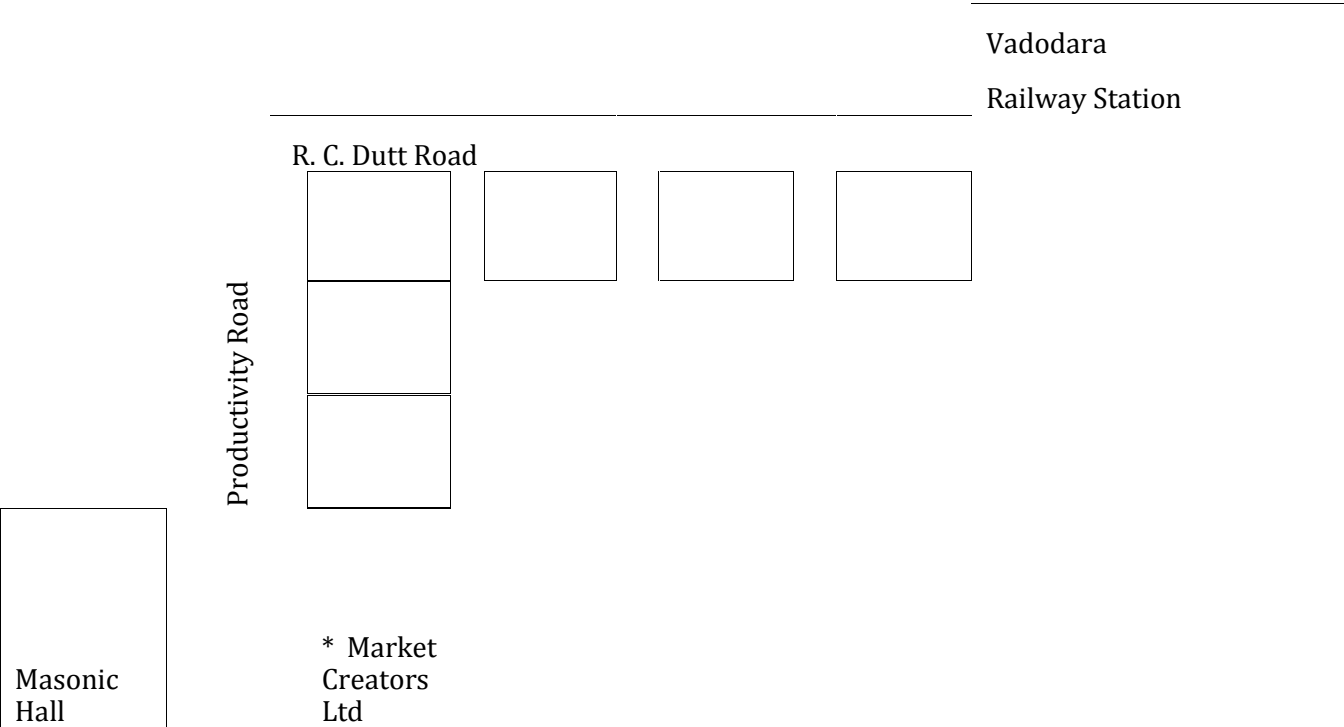 Vadodara
Railway Station
R. C. Dutt Road
Productivity Road
Masonic
Hall
* Market
Creators
Ltd